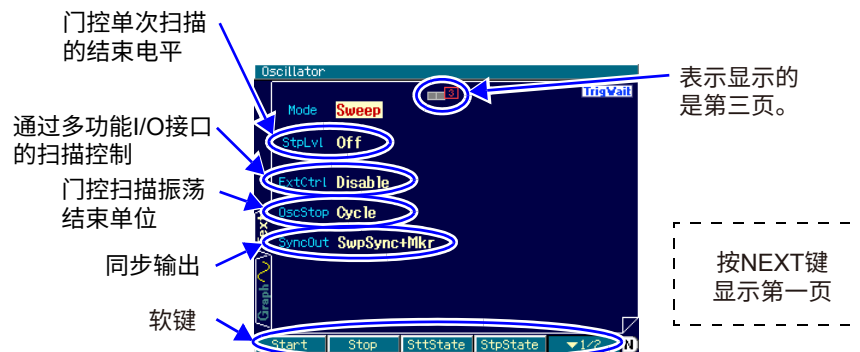 门控单次扫描
的结束电平
通过多功能I/O接口
的扫描控制
门控扫描振荡
结束单位
同步输出
软键
Oscillator
3
TrigWait
Mode Sweep
StpLvl Off
ExtCtrl Disable
OscStop Cycle
SyncOut SwpSync+Mkr
Text
Graph
Start Stop SttState StpState ▼1/2 N
表示显示的
是第三页。
按NEXT键
显示第一页